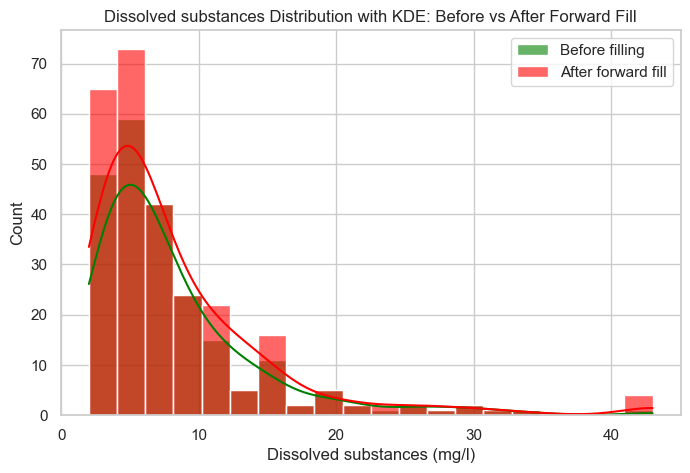 Dissolved substances Distribution with KDE: Before vs After Forward Fill
Before filling
After forward fill
70
60
50
40
30
20
10
0
Count
0 10 20 30 40
Dissolved substances (mg/l)